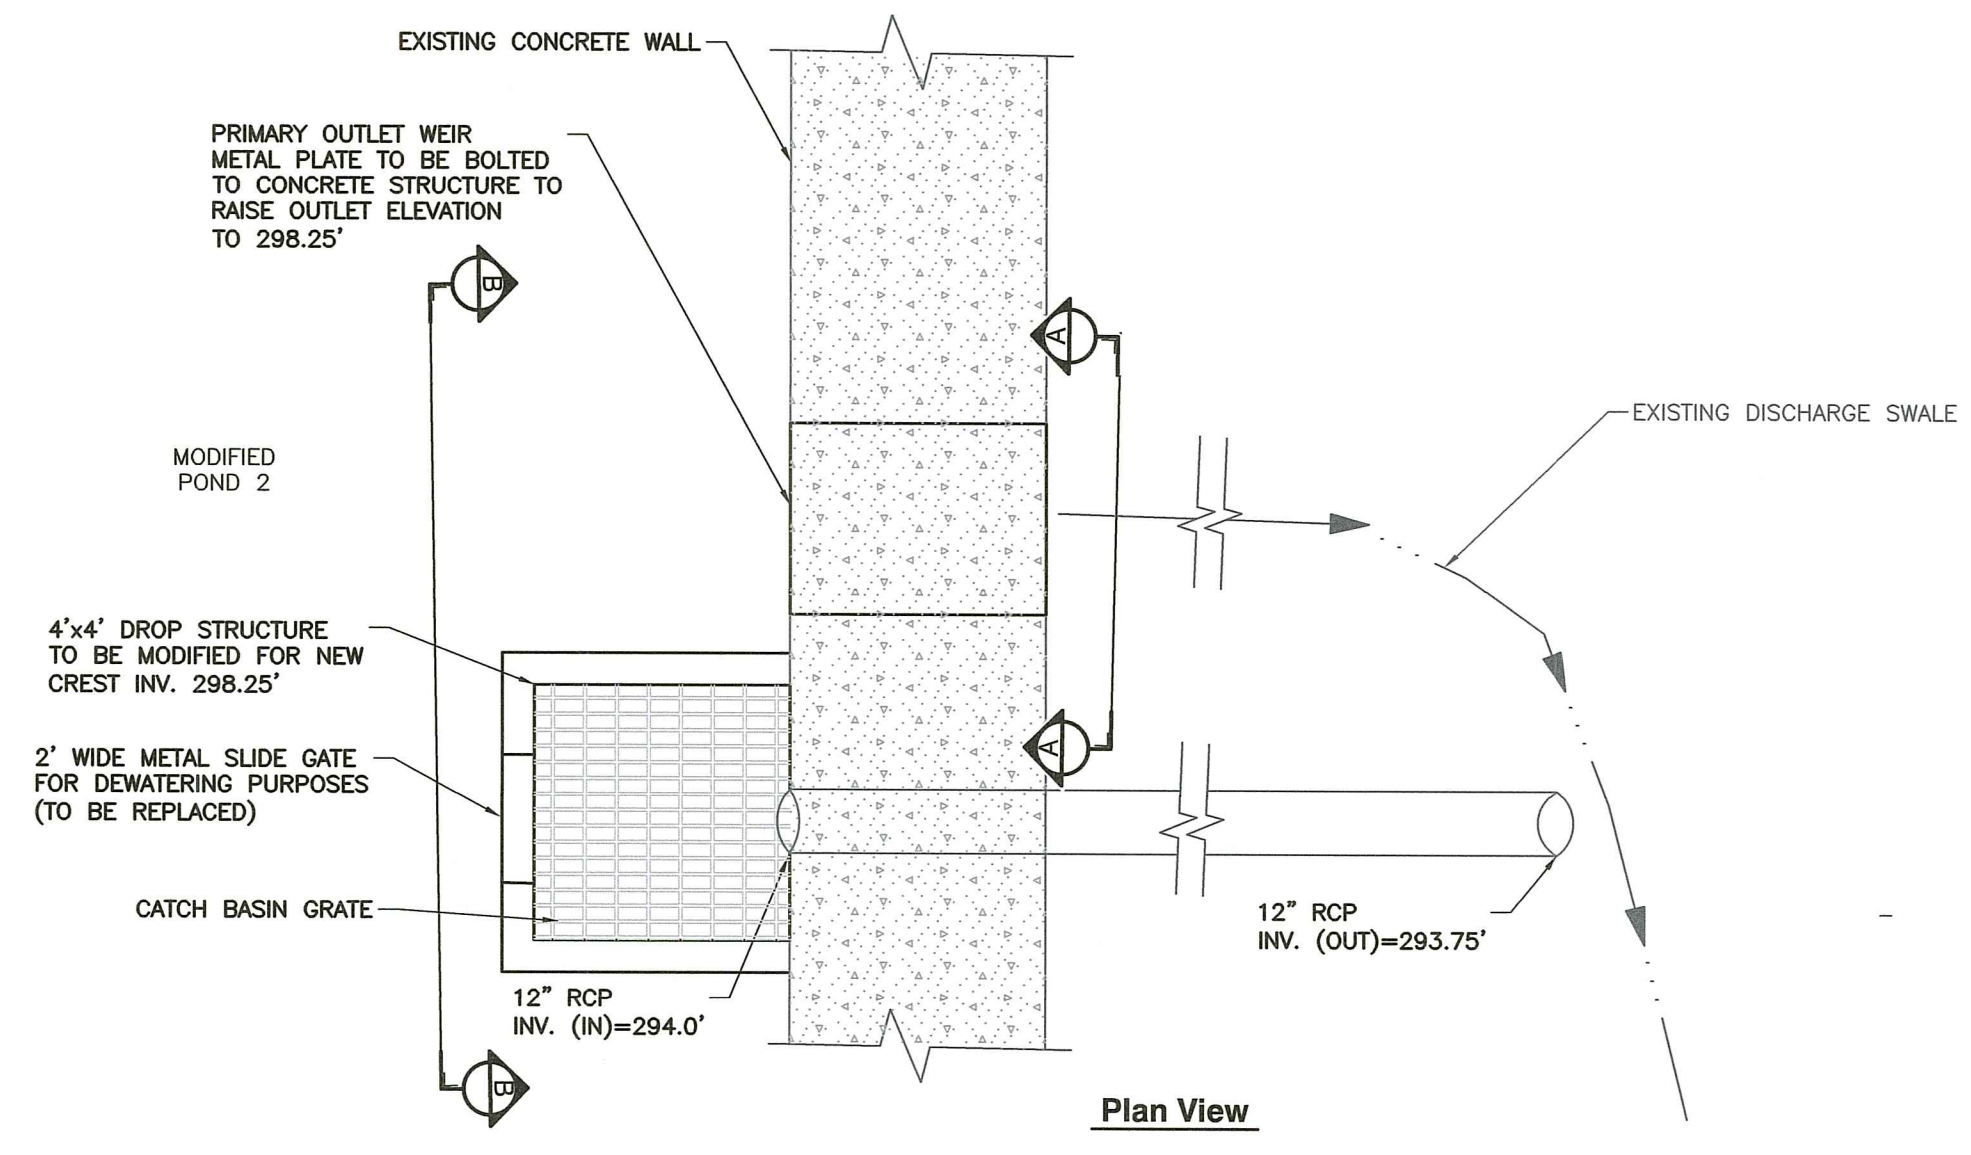 EXISTING CONCRETE WALL
PRIMARY OUTLET WEIR
METAL PLATE TO BE BOLTED
TO CONCRETE STRUCTURE TO
RAISE OUTLET ELEVATION
TO 298.25'
B
A
EXISTING DISCHARGE SWALE
MODIFIED
POND 2
4'x4' DROP STRUCTURE
TO BE MODIFIED FOR NEW
CREST INV. 298.25'
A
2' WIDE METAL SLIDE GATE
FOR DEWATERING PURPOSES
(TO BE REPLACED)
CATCH BASIN GRATE
12" RCP
INV. (OUT)=293.75'
12" RCP
INV. (IN)=294.0'
B
Plan View